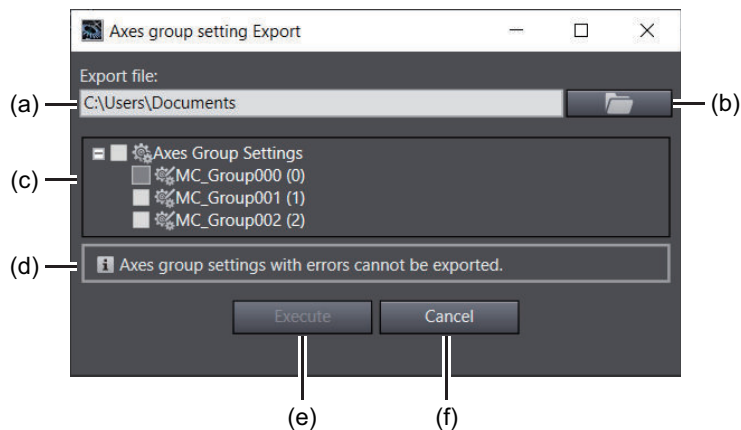 Axes group setting Export
Export file:
(a) C:\Users\Documents (b)
Axes Group Settings
(c) MC_Group000 (0)
MC_Group001 (1)
MC_Group002 (2)
(d) Axes group settings with errors cannot be exported.
Execute Cancel
(e) (f)